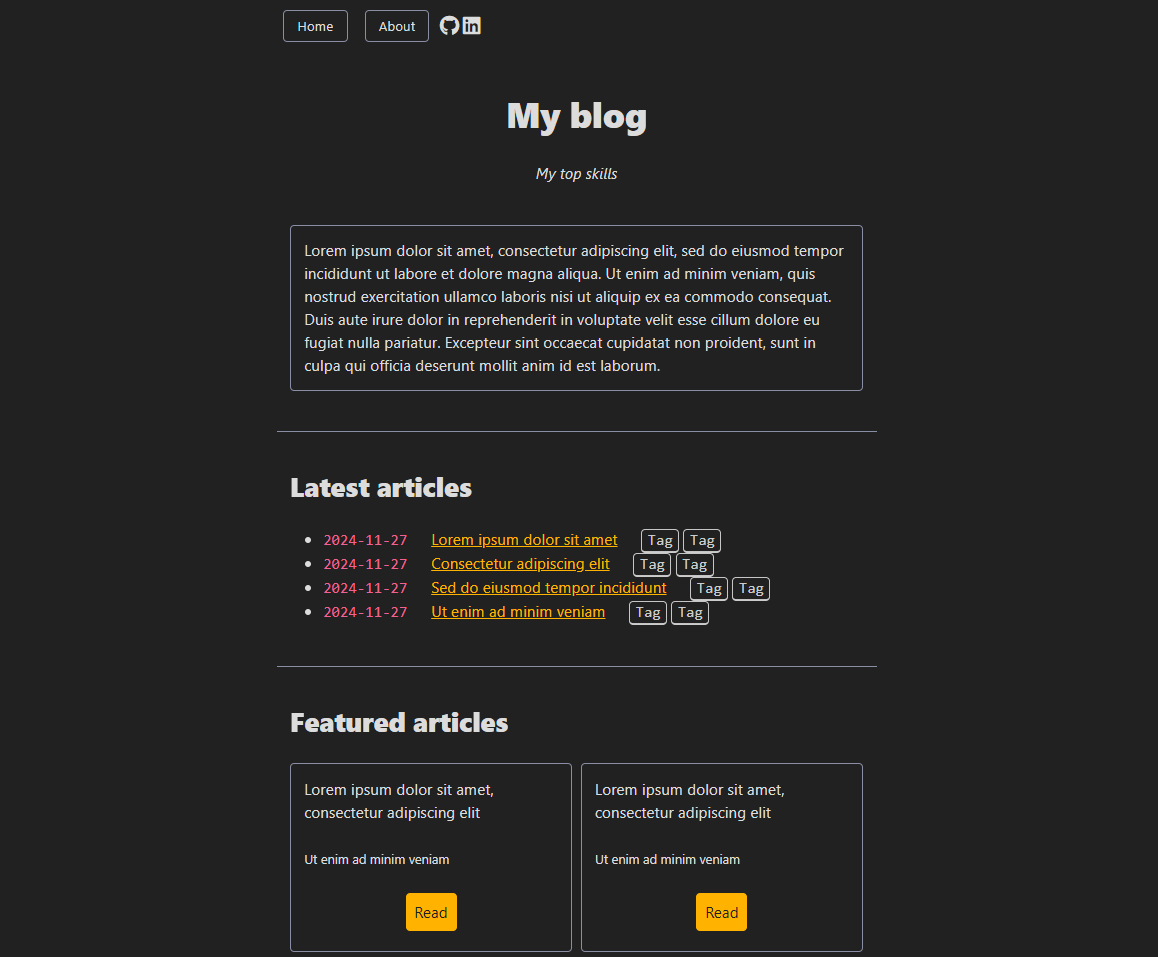 Home About
My blog
My top skills
Lorem ipsum dolor sit amet, consectetur adipiscing elit, sed do eiusmod tempor
incididunt ut labore et dolore magna aliqua. Ut enim ad minim veniam, quis
nostrud exercitation ullamco laboris nisi ut aliquip ex ea commodo consequat.
Duis aute irure dolor in reprehenderit in voluptate velit esse cillum dolore eu
fugiat nulla pariatur. Excepteur sint occaecat cupidatat non proident, sunt in
culpa qui officia deserunt mollit anim id est laborum.
Latest articles
2024-11-27 Lorem ipsum dolor sit amet Tag Tag
2024-11-27 Consectetur adipiscing elit Tag Tag
2024-11-27 Sed do eiusmod tempor incididunt Tag Tag
2024-11-27 Ut enim ad minim veniam Tag Tag
Featured articles
Lorem ipsum dolor sit amet,
consectetur adipiscing elit
Ut enim ad minim veniam
Read
Lorem ipsum dolor sit amet,
consectetur adipiscing elit
Ut enim ad minim veniam
Read